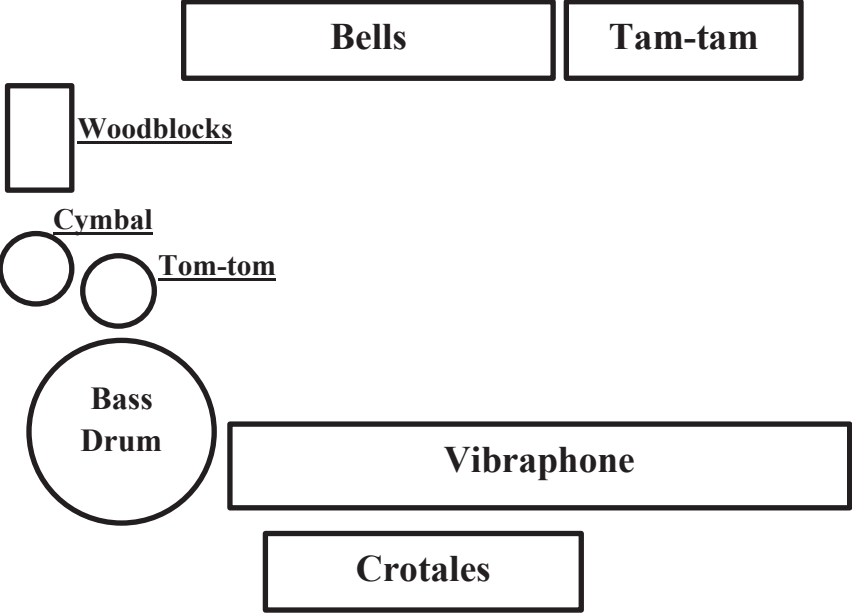 Bells
Tam-tam
Woodblocks
Cymbal
Tom-tom
Bass
Drum
Vibraphone
Crotales